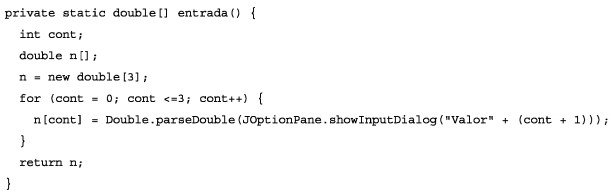 private static double[] entrada() {
int cont;
double n[];
n = new double[3];
for (cont = 0; cont <=3; cont++) {
n[cont] = Double.parseDouble(JOptionPane.showInputDialog("Valor" + (cont + 1)));
}
return n;
}